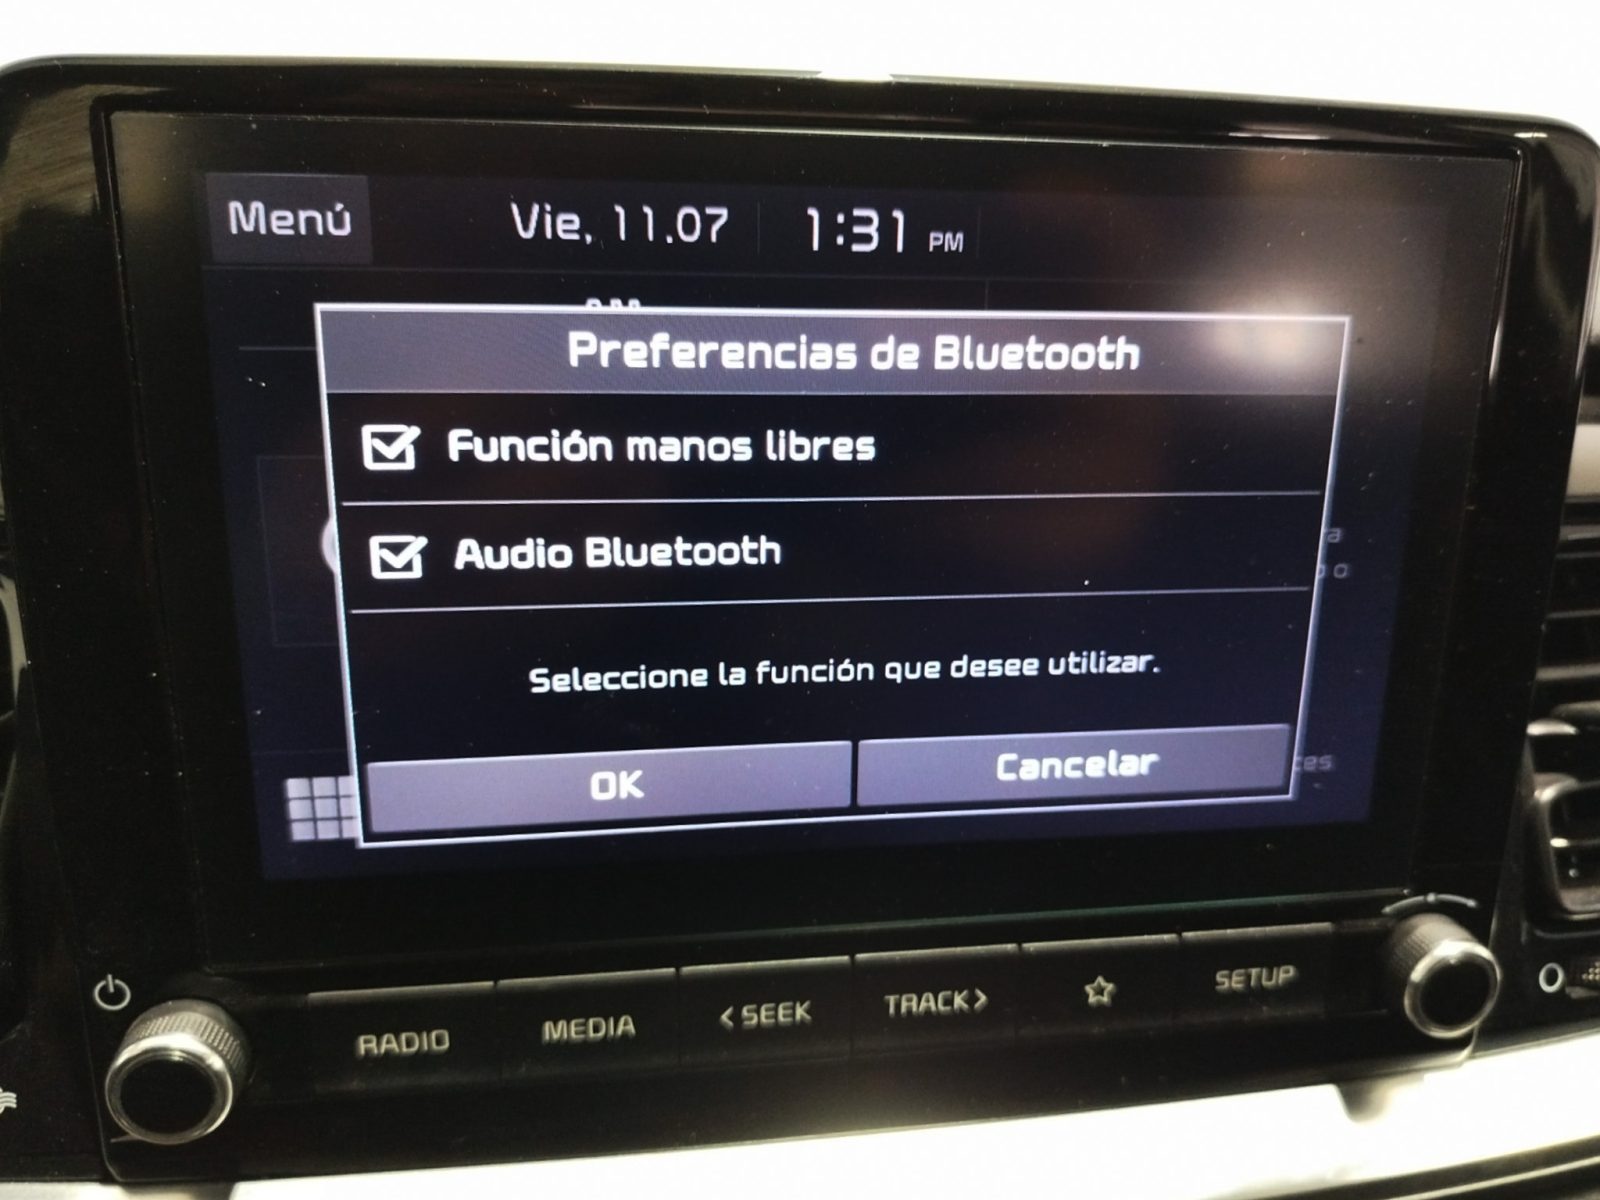 Menú Vie, 11.07 1:31 PM
Preferencias de Bluetooth
Función manos libres
Audio Bluetooth
Seleccione la función que desee utilizar.
OK Cancelar
RADIO MEDIA <SEEK TRACK> SETUP